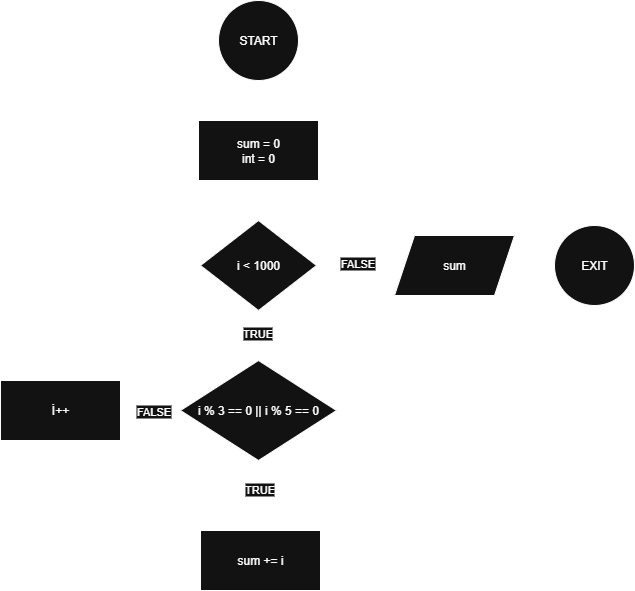 START
sum = 0
int = 0
i < 1000
FALSE
sum
EXIT
TRUE
İ++
FALSE
i % 3 == 0 || i % 5 == 0
TRUE
sum += i